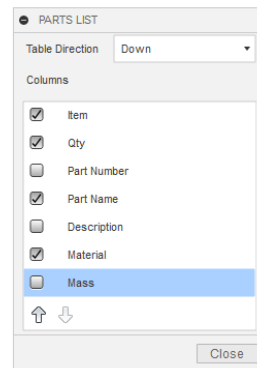 PARTS LIST
Table Direction Down
Columns
Item
Qty
Part Number
Part Name
Description
Material
Mass
Close